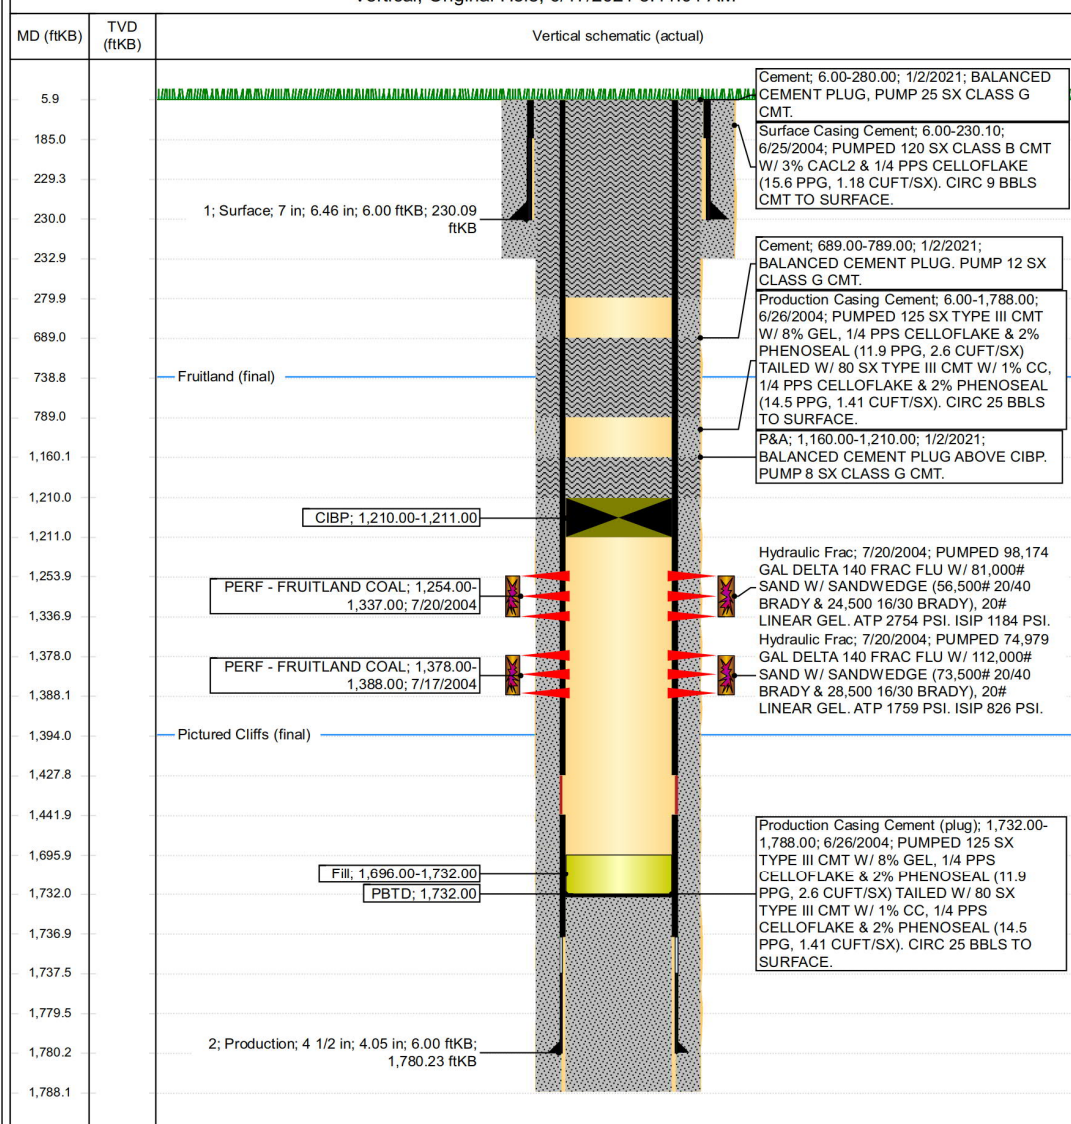 MD (ftKB)
TVD
(ftKB)
Vertical schematic (actual)
5.9
185.0
229.3
230.0
232.9
279.9
689.0
738.8
789.0
1,160.1
1,210.0
1,211.0
1,253.9
1,336.9
1,378.0
1,388.1
1,394.0
1,427.8
1,441.9
1,695.9
1,732.0
1,736.9
1,737.5
1,779.5
1,780.2
1,788.1
1; Surface; 7 in; 6.46 in; 6.00 ftKB; 230.09
ftKB
Fruitland (final)
CIBP; 1,210.00-1,211.00
PERF - FRUITLAND COAL; 1,254.00-
1,337.00; 7/20/2004
PERF - FRUITLAND COAL; 1,378.00-
1,388.00; 7/17/2004
Pictured Cliffs (final)
Fill; 1,696.00-1,732.00
PBTD; 1,732.00
2; Production; 4 1/2 in; 4.05 in; 6.00 ftKB;
1,780.23 ftKB
Cement; 6.00-280.00; 1/2/2021; BALANCED
CEMENT PLUG, PUMP 25 SX CLASS G
CMT.
Surface Casing Cement; 6.00-230.10;
6/25/2004; PUMPED 120 SX CLASS B CMT
W/ 3% CACL2 & 1/4 PPS CELLOFLAKE
(15.6 PPG, 1.18 CUFT/SX). CIRC 9 BBLS
CMT TO SURFACE.
Cement; 689.00-789.00; 1/2/2021;
BALANCED CEMENT PLUG. PUMP 12 SX
CLASS G CMT.
Production Casing Cement; 6.00-1,788.00;
6/26/2004; PUMPED 125 SX TYPE III CMT
W/ 8% GEL, 1/4 PPS CELLOFLAKE & 2%
PHENOSEAL (11.9 PPG, 2.6 CUFT/SX)
TAILED W/ 80 SX TYPE III CMT W/ 1% CC,
1/4 PPS CELLOFLAKE & 2% PHENOSEAL
(14.5 PPG, 1.41 CUFT/SX). CIRC 25 BBLS
TO SURFACE.
P&A; 1,160.00-1,210.00; 1/2/2021;
BALANCED CEMENT PLUG ABOVE CIBP.
PUMP 8 SX CLASS G CMT.
Hydraulic Frac; 7/20/2004; PUMPED 98,174
GAL DELTA 140 FRAC FLU W/ 81,000#
SAND W/ SANDWEDGE (56,500# 20/40
BRADY & 24,500 16/30 BRADY), 20#
LINEAR GEL. ATP 2754 PSI. ISIP 1184 PSI.
Hydraulic Frac; 7/20/2004; PUMPED 74,979
GAL DELTA 140 FRAC FLU W/ 112,000#
SAND W/ SANDWEDGE (73,500# 20/40
BRADY & 28,500 16/30 BRADY), 20#
LINEAR GEL. ATP 1759 PSI. ISIP 826 PSI.
Production Casing Cement (plug); 1,732.00-
1,788.00; 6/26/2004; PUMPED 125 SX
TYPE III CMT W/ 8% GEL, 1/4 PPS
CELLOFLAKE & 2% PHENOSEAL (11.9
PPG, 2.6 CUFT/SX) TAILED W/ 80 SX
TYPE III CMT W/ 1% CC, 1/4 PPS
CELLOFLAKE & 2% PHENOSEAL (14.5
PPG, 1.41 CUFT/SX). CIRC 25 BBLS TO
SURFACE.